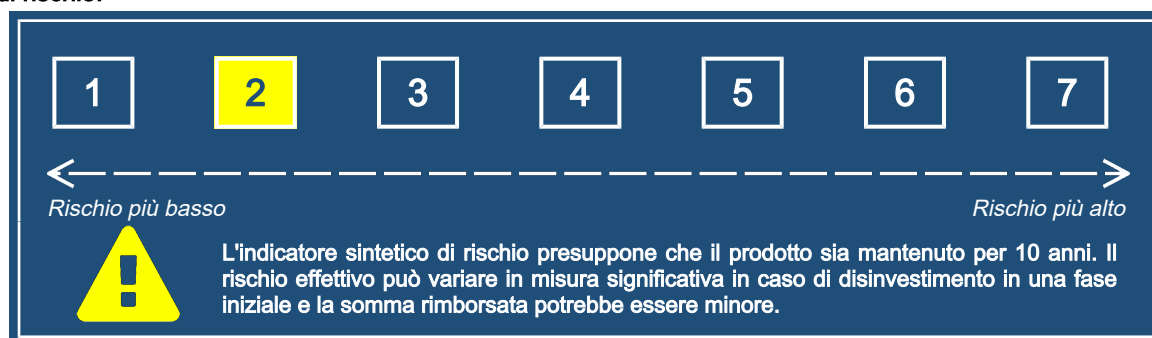 di rischio:
1 2 3 4 5 6 7
Rischio più basso Rischio più alto
L'indicatore sintetico di rischio presuppone che il prodotto sia mantenuto per 10 anni. Il
rischio effettivo può variare in misura significativa in caso di disinvestimento in una fase
iniziale e la somma rimborsata potrebbe essere minore.